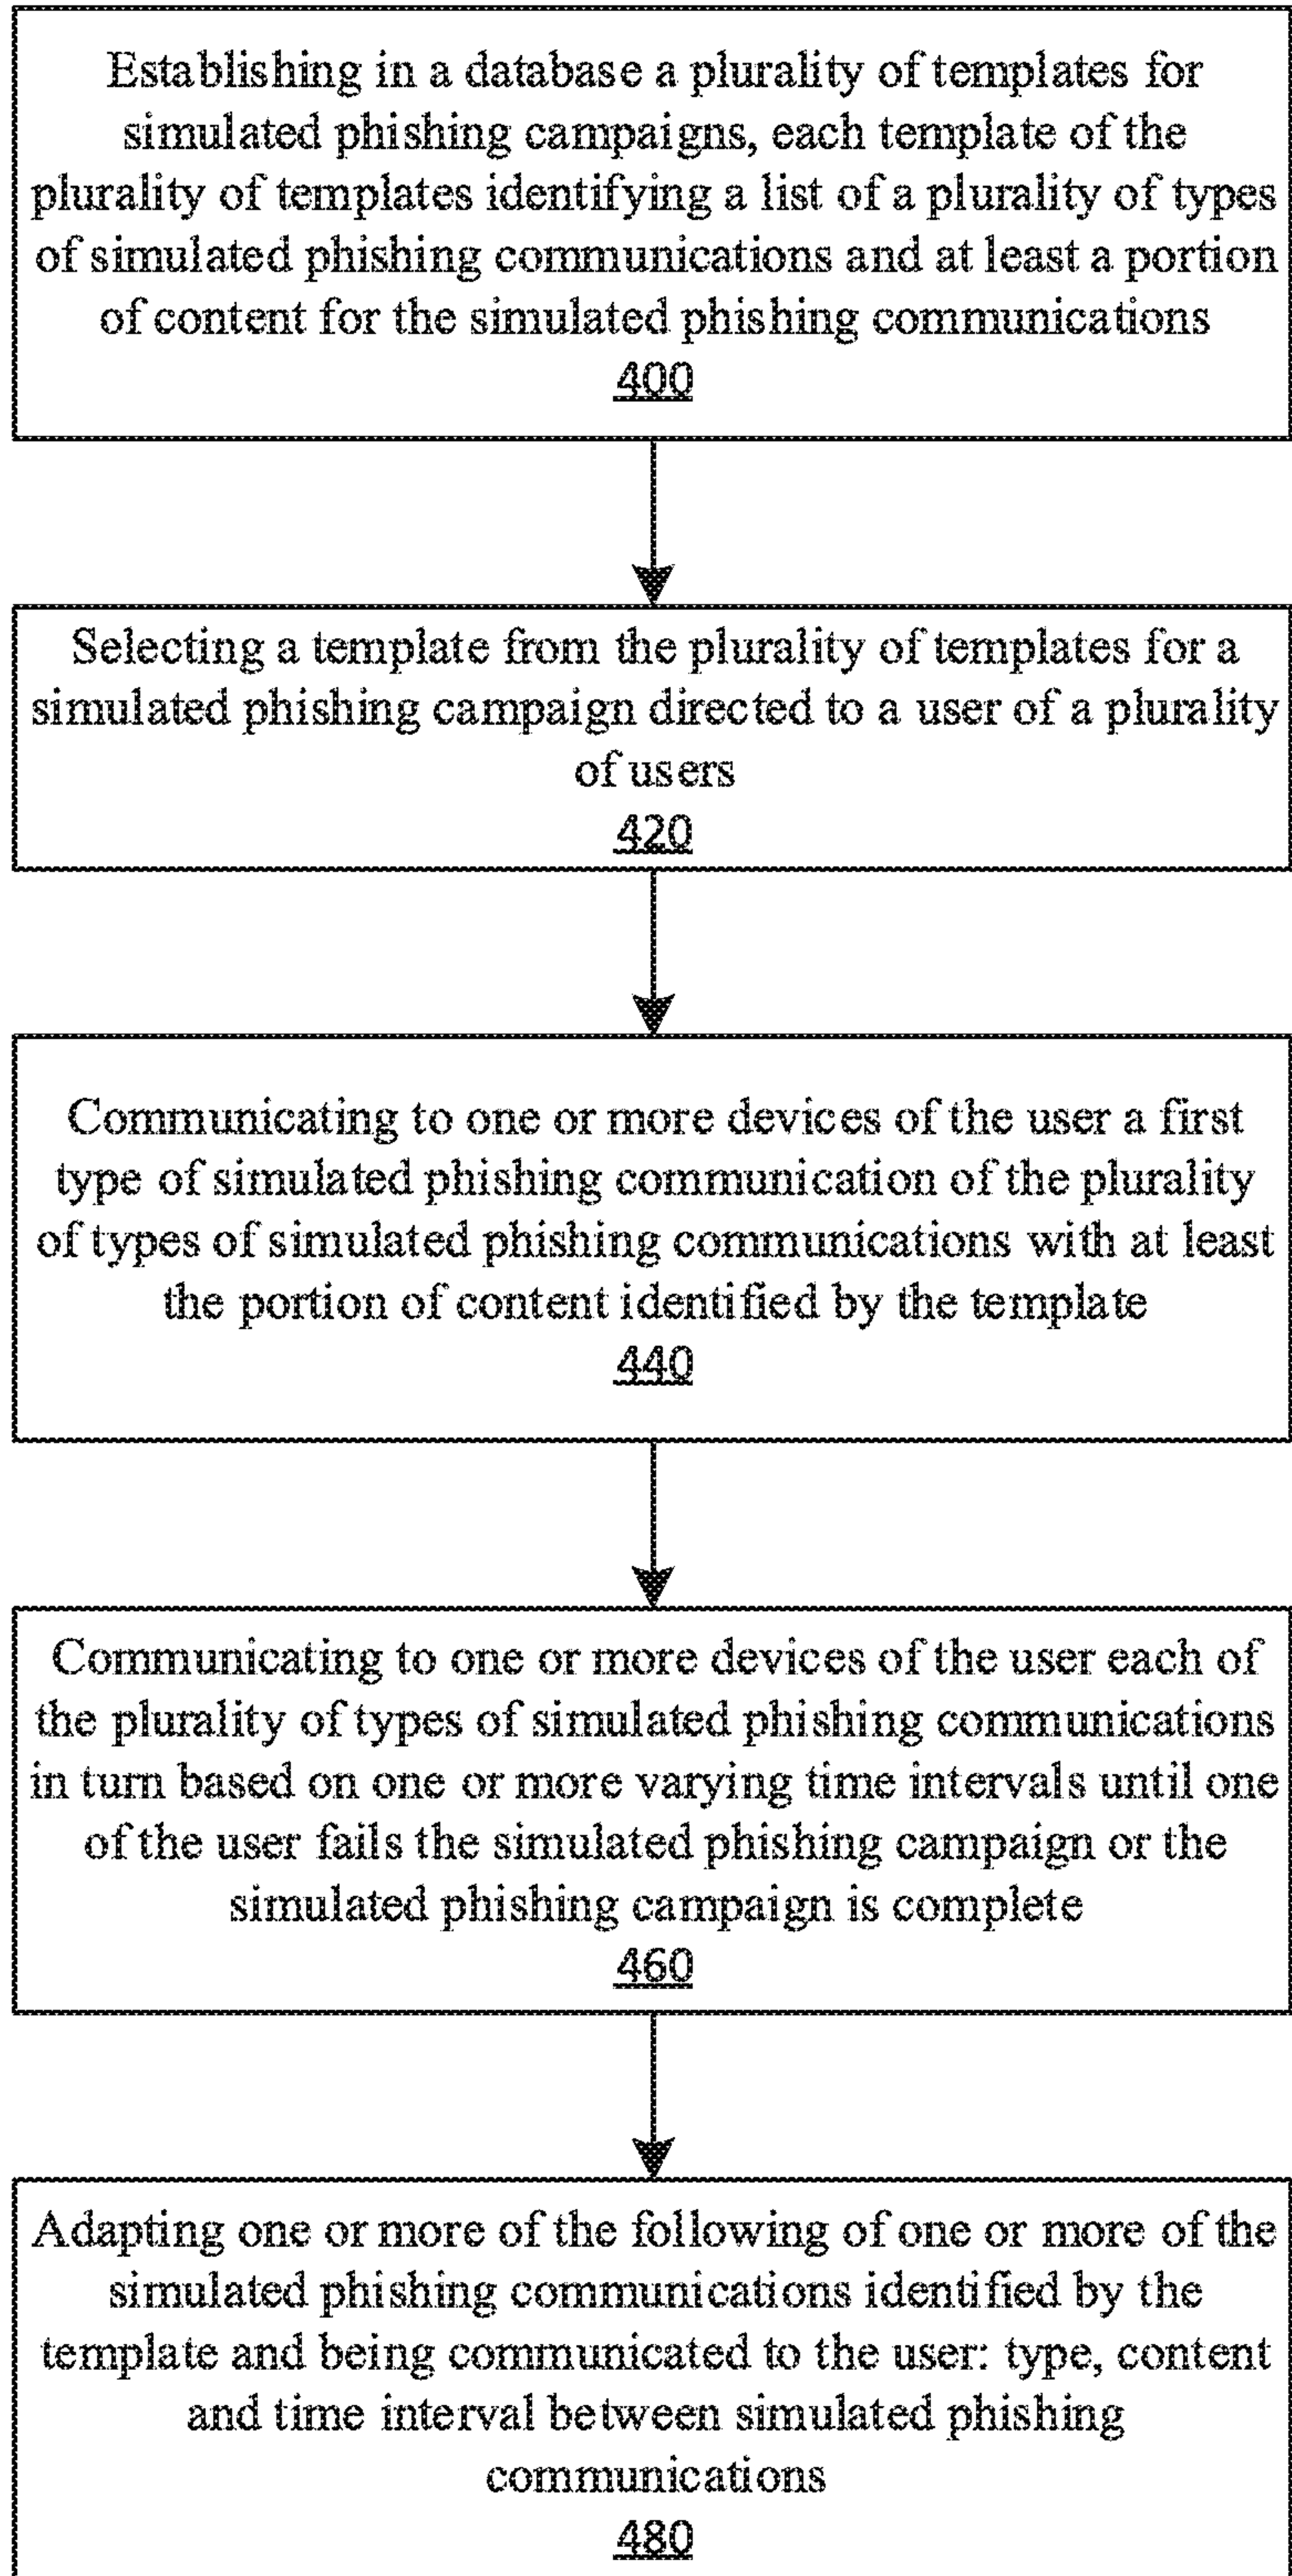 Establishing in a database a plurality of templates for
simulated phishing campaigns, each template of the
plurality of templates identifying a list of a plurality of types
of simulated phishing communications and at least a portion
of content for the simulated phishing communications
400
Selecting a template from the plurality of templates for a
simulated phishing campaign directed to a user of a plurality
of users
420
Communicating to one or more devices of the user a first
type of simulated phishing communication of the plurality
of types of simulated phishing communications with at least
the portion of content identified by the template
440
Communicating to one or more devices of the user each of
the plurality of types of simulated phishing communications
in turn based on one or more varying time intervals until one
of the user fails the simulated phishing campaign or the
simulated phishing campaign is complete
460
Adapting one or more of the following of one or more of the
simulated phishing communications identified by the
template and being communicated to the user: type, content
and time interval between simulated phishing
communications
480